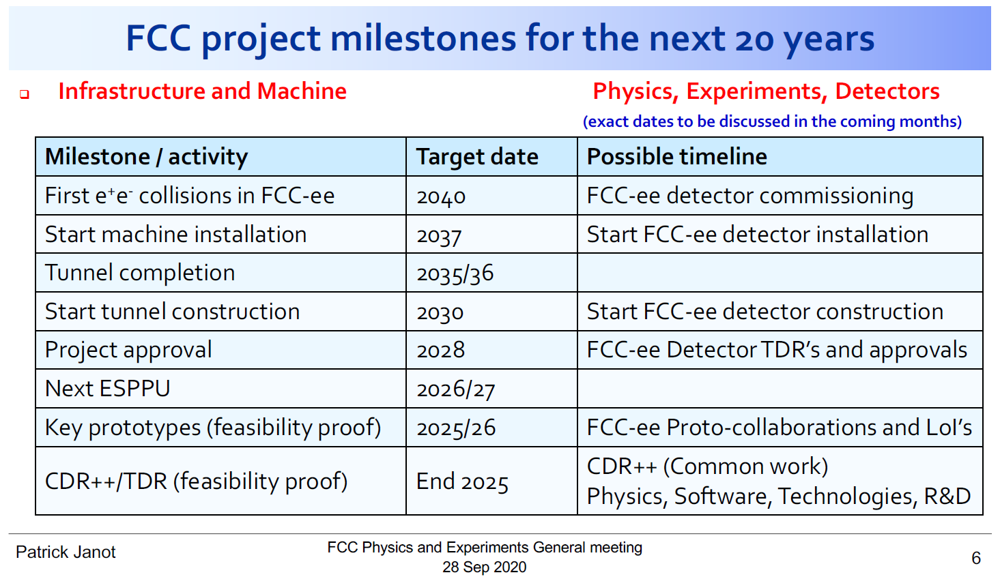 FCC project milestones for the next 20 years
Infrastructure and Machine
Physics, Experiments, Detectors
(exact dates to be discussed in the coming months)
Milestone / activity Target date Possible timeline
First e⁺e⁻ collisions in FCC-ee 2040 FCC-ee detector commissioning
Start machine installation 2037 Start FCC-ee detector installation
Tunnel completion 2035/36
Start tunnel construction 2030 Start FCC-ee detector construction
Project approval 2028 FCC-ee Detector TDR’s and approvals
Next ESPPU 2026/27
Key prototypes (feasibility proof) 2025/26 FCC-ee Proto-collaborations and LoI’s
CDR++/TDR (feasibility proof) End 2025 CDR++ (Common work)
Physics, Software, Technologies, R&D
Patrick Janot
FCC Physics and Experiments General meeting
28 Sep 2020
6